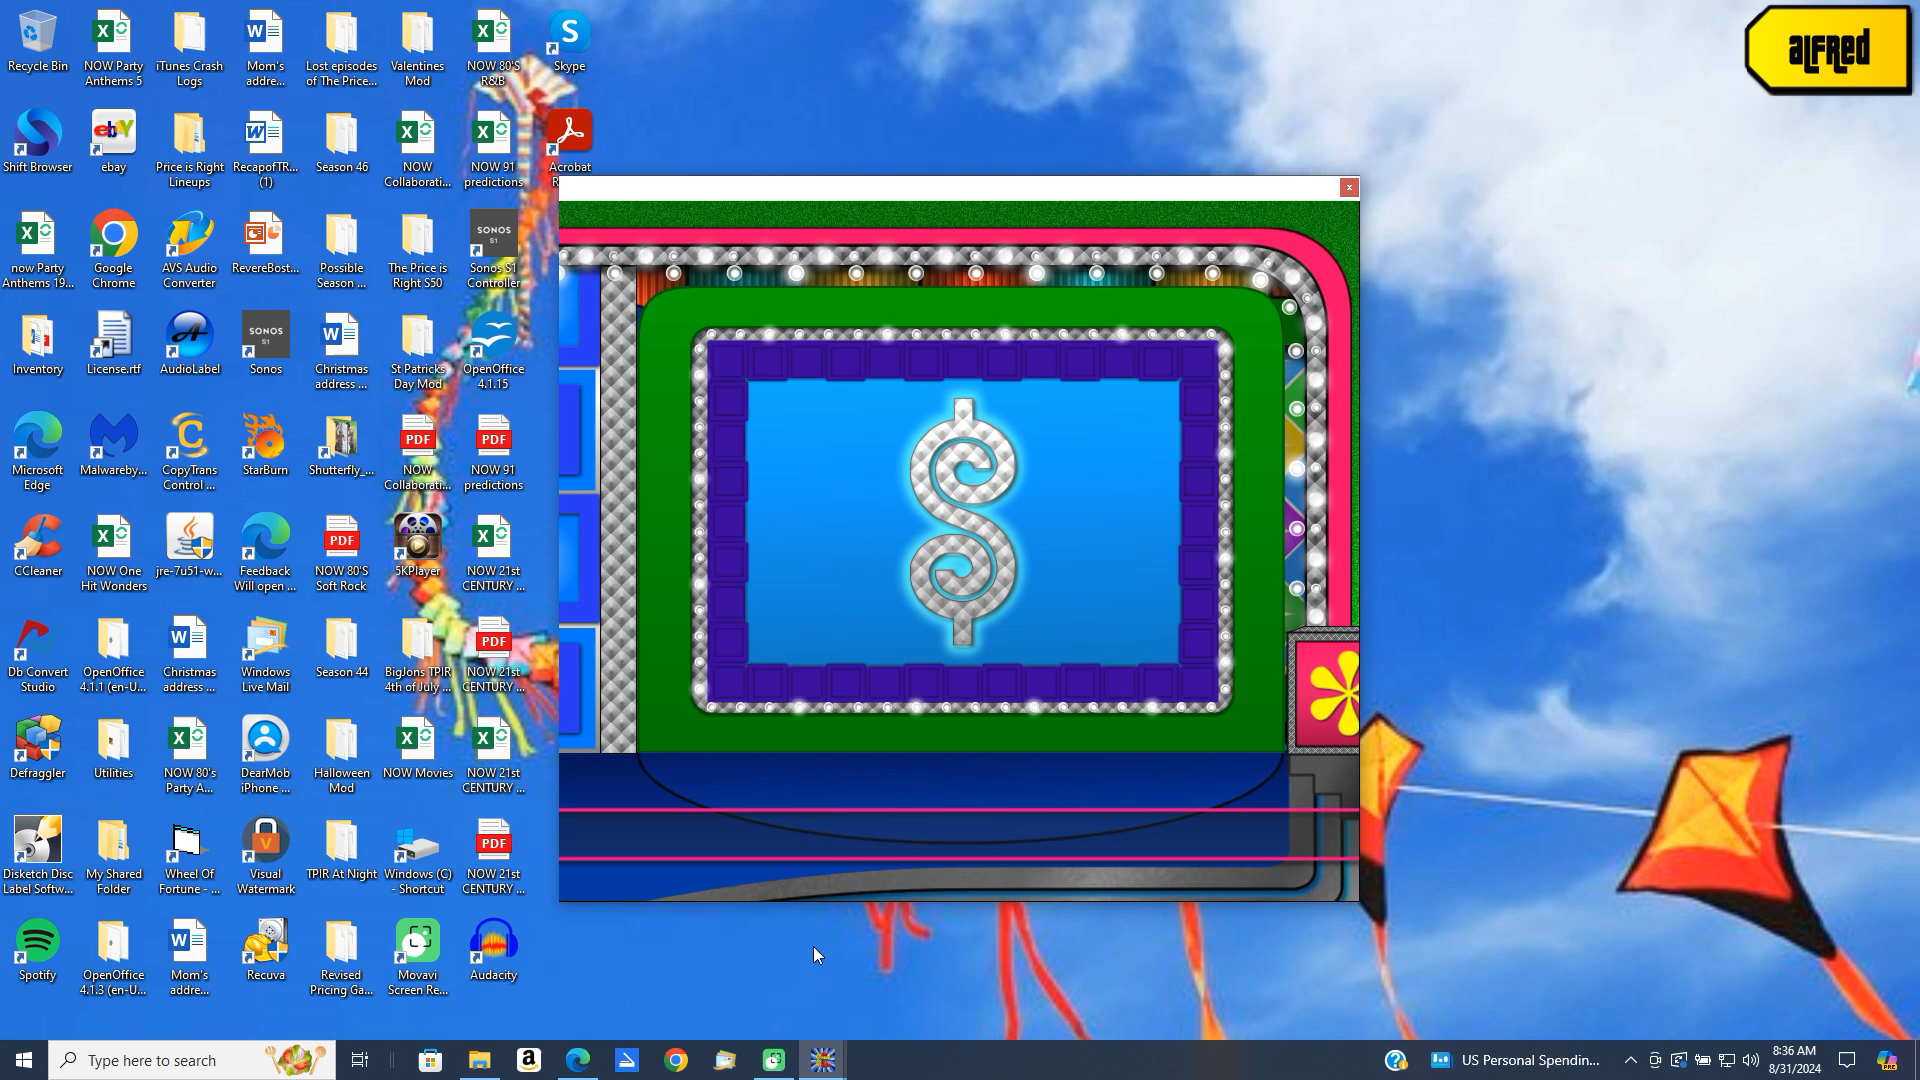 Recycle Bin
NOW Party
Anthems 5
iTunes Crash
Logs
Mom's
addre...
Lost episodes
of The Price...
Valentines
Mod
NOW 80'S
R&B
Skype
alfred
Shift Browser
ebay
Price is Right
Lineups
RecapofTR...
(1)
Season 46
NOW
Collaborati...
NOW 91
predictions
Acrobat
now Party
Anthems 19...
Google
Chrome
AVS Audio
Converter
RevereBost...
Possible
Season ...
The Price is
Right S50
SONOS
S1
Sonos S1
Controller
Inventory
License.rtf
AudioLabel
SONOS
S1
Sonos
Christmas
address ...
St Patricks
Day Mod
OpenOffice
4.1.15
Microsoft
Edge
Malwareby...
CopyTrans
Control ...
StarBurn
Shutterfly_...
PDF
NOW
Collaborati...
PDF
NOW 91
predictions
CCleaner
NOW One
Hit Wonders
jre-7u51-w...
Feedback
Will open ...
PDF
NOW 80'S
Soft Rock
5KPlayer
NOW 21st
CENTURY ...
Db Convert
Studio
OpenOffice
4.1.1 (en-U...
Christmas
address ...
Windows
Live Mail
Season 44
BigJons TPIR
4th of July ...
PDF
NOW 21st
CENTURY ...
Defraggler
Utilities
NOW 80's
Party A...
DearMob
iPhone ...
Halloween
Mod
NOW Movies
NOW 21st
CENTURY ...
Disketch Disc
Label Softw...
My Shared
Folder
Wheel Of
Fortune - ...
Visual
Watermark
TPIR At Night
Windows (C)
- Shortcut
PDF
NOW 21st
CENTURY ...
Spotify
OpenOffice
4.1.3 (en-U...
Mom's
addre...
Recuva
Revised
Pricing Ga...
Movavi
Screen Re...
Audacity
Type here to search
US Personal Spendin...
8:36 AM
8/31/2024